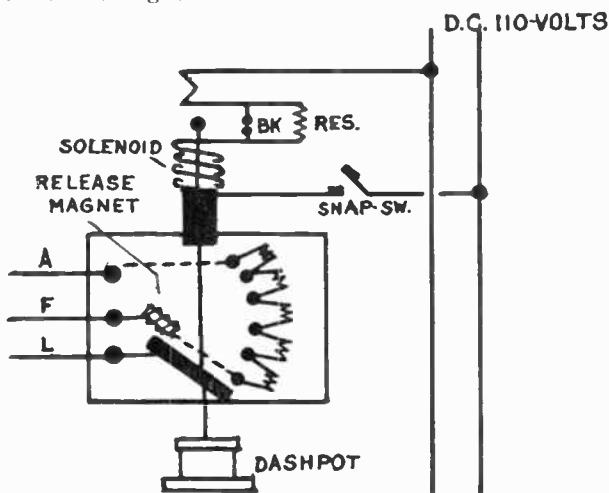 D.C. 110-VOLTS
BK RES.
SOLENOID
RELEASE
MAGNET
SNAP-SW.
A
F
L
DASHPOT